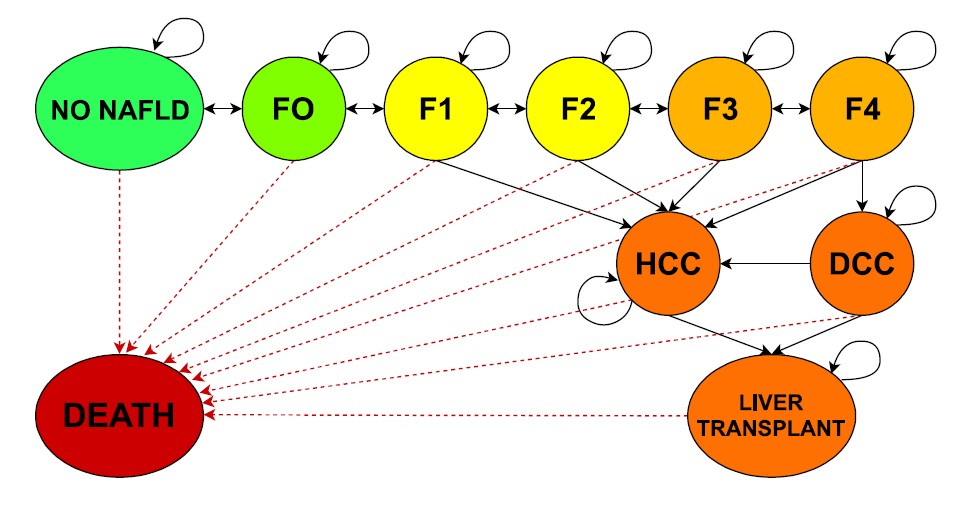 NO NAFLD
FO
F1
F2
F3
F4
HCC
DCC
DEATH
LIVER
TRANSPLANT